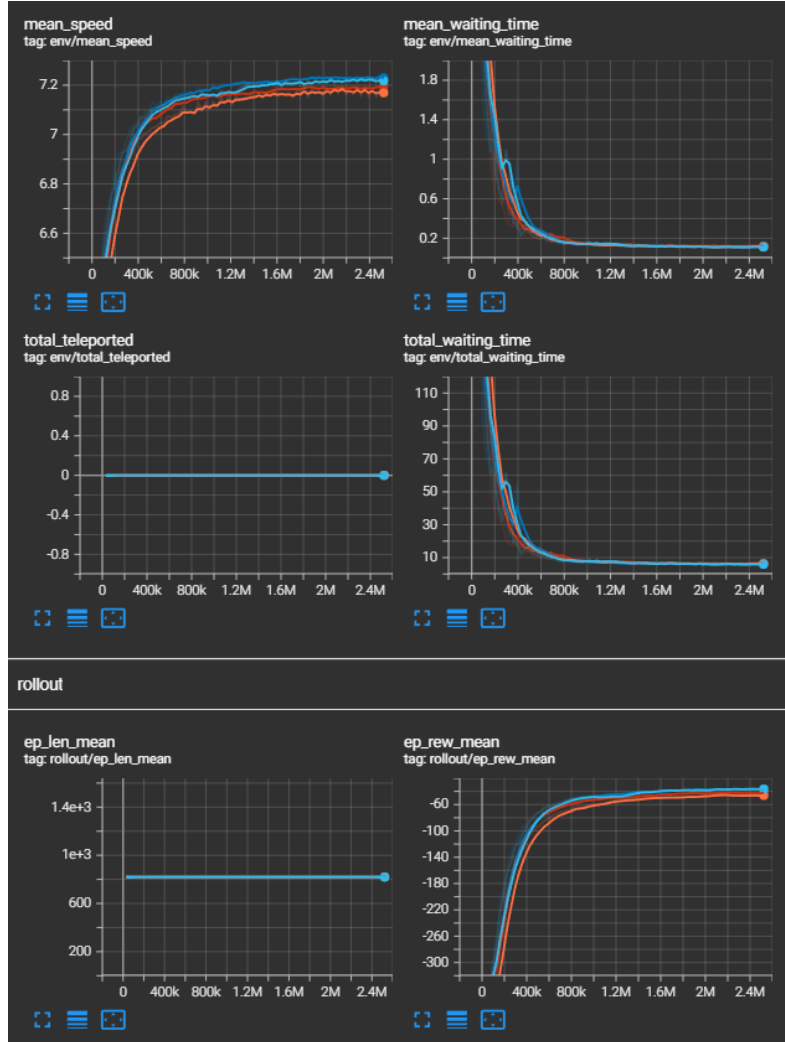 mean_speed
tag: env/mean_speed
7.2
7
6.8
6.6
0 400k 800k 1.2M 1.6M 2M 2.4M
mean_waiting_time
tag: env/mean_waiting_time
1.8
1.4
1
0.6
0.2
0 400k 800k 1.2M 1.6M 2M 2.4M
total_teleported
tag: env/total_teleported
0.8
0.4
0
-0.4
-0.8
0 400k 800k 1.2M 1.6M 2M 2.4M
total_waiting_time
tag: env/total_waiting_time
110
90
70
50
30
10
0 400k 800k 1.2M 1.6M 2M 2.4M
rollout
ep_len_mean
tag: rollout/ep_len_mean
1.4e+3
1e+3
600
200
0 400k 800k 1.2M 1.6M 2M 2.4M
ep_rew_mean
tag: rollout/ep_rew_mean
-60
-100
-140
-180
-220
-260
-300
0 400k 800k 1.2M 1.6M 2M 2.4M